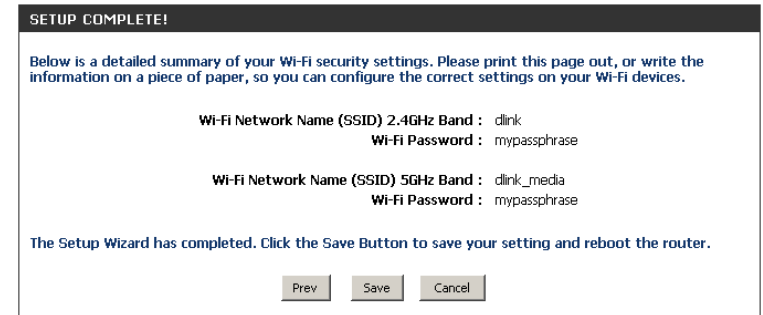 SETUP COMPLETE!
Below is a detailed summary of your Wi-Fi security settings. Please print this page out, or write the
information on a piece of paper, so you can configure the correct settings on your Wi-Fi devices.
Wi-Fi Network Name (SSID) 2.4GHz Band : dlink
Wi-Fi Password : mypassphrase
Wi-Fi Network Name (SSID) 5GHz Band : dlink_media
Wi-Fi Password : mypassphrase
The Setup Wizard has completed. Click the Save Button to save your setting and reboot the router.
Prev Save Cancel